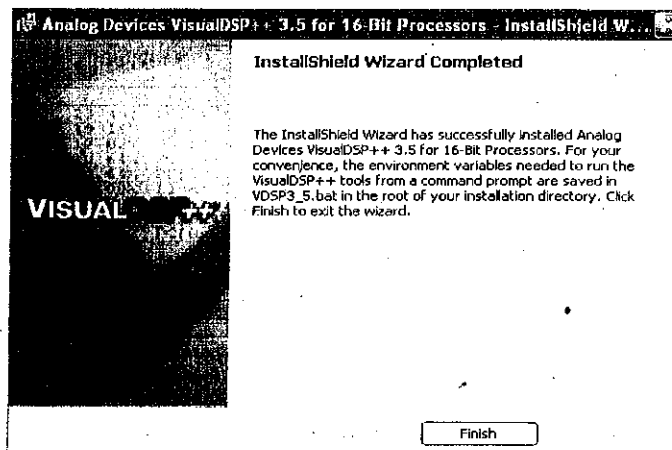 Analog Devices VisualDSP++ 3.5 for 16-Bit Processors - InstallShield W...
InstallShield Wizard Completed
The InstallShield Wizard has successfully installed Analog
Devices VisualDSP++ 3.5 for 16-Bit Processors. For your
convenience, the environment variables needed to run the
VisualDSP++ tools from a command prompt are saved in
VDSP3_5.bat in the root of your installation directory. Click
Finish to exit the wizard.
VISUAL DSP++
Finish